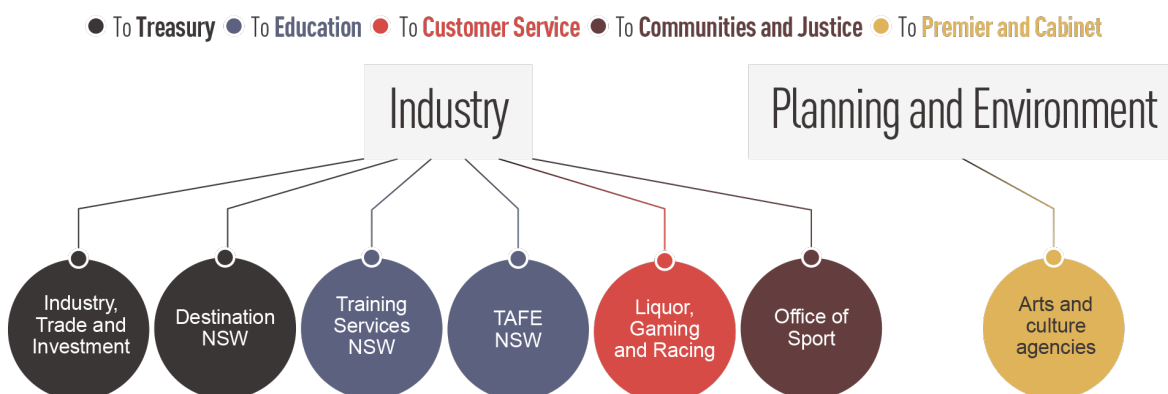 To Treasury To Education To Customer Service To Communities and Justice To Premier and Cabinet
Industry
Planning and Environment
Industry,
Trade and
Investment
Destination
NSW
Training
Services
NSW
TAFE
NSW
Liquor,
Gaming
and Racing
Office of
Sport
Arts and
culture
agencies